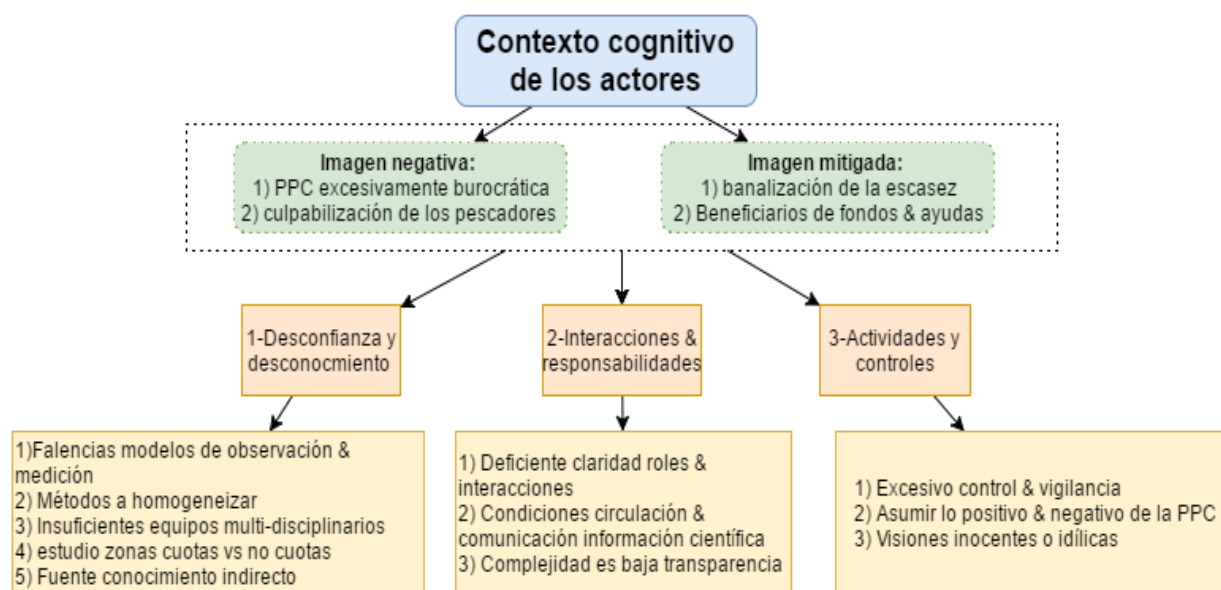 Contexto cognitivo
de los actores
Imagen negativa:
1) PPC excesivamente burocrática
2) culpabilización de los pescadores
Imagen mitigada:
1) banalización de la escasez
2) Beneficiarios de fondos & ayudas
1-Desconfianza y
desconocmiento
2-Interacciones &
responsabilidades
3-Actividades y
controles
1)Falencias modelos de observación &
medición
2) Métodos a homogeneizar
3) Insuficientes equipos multi-disciplinarios
4) estudio zonas cuotas vs no cuotas
5) Fuente conocimiento indirecto
1) Deficiente claridad roles &
interacciones
2) Condiciones circulación &
comunicación información científica
3) Complejidad es baja transparencia
1) Excesivo control & vigilancia
2) Asumir lo positivo & negativo de la PPC
3) Visiones inocentes o idílicas